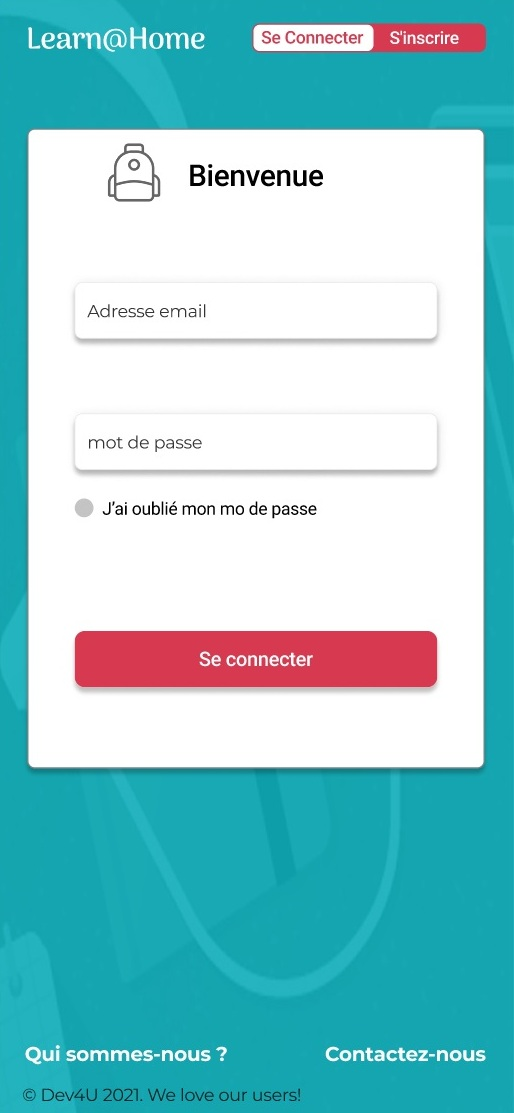 Learn@Home
Se Connecter
S'inscrire
Bienvenue
Adresse email
mot de passe
J'ai oublié mon mo de passe
Se connecter
Qui sommes-nous ?
Contactez-nous
© Dev4U 2021. We love our users!